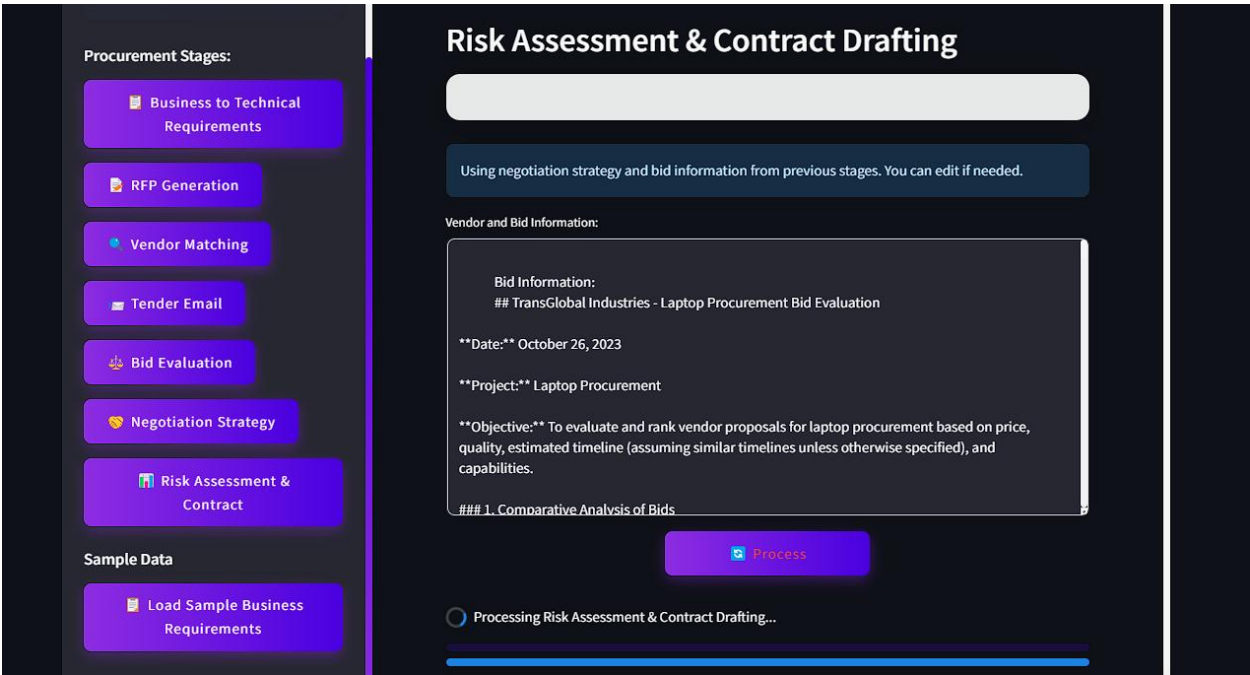 Procurement Stages:
📋 Business to Technical
Requirements
📝 RFP Generation
🔍 Vendor Matching
📨 Tender Email
⚖️ Bid Evaluation
🤝 Negotiation Strategy
📊 Risk Assessment &
Contract
Sample Data
📋 Load Sample Business
Requirements
Risk Assessment & Contract Drafting
Using negotiation strategy and bid information from previous stages. You can edit if needed.
Vendor and Bid Information:
Bid Information:
## TransGlobal Industries - Laptop Procurement Bid Evaluation
**Date:** October 26, 2023
**Project:** Laptop Procurement
**Objective:** To evaluate and rank vendor proposals for laptop procurement based on price,
quality, estimated timeline (assuming similar timelines unless otherwise specified), and
capabilities.
### 1. Comparative Analysis of Bids
🔄 Process
Processing Risk Assessment & Contract Drafting...